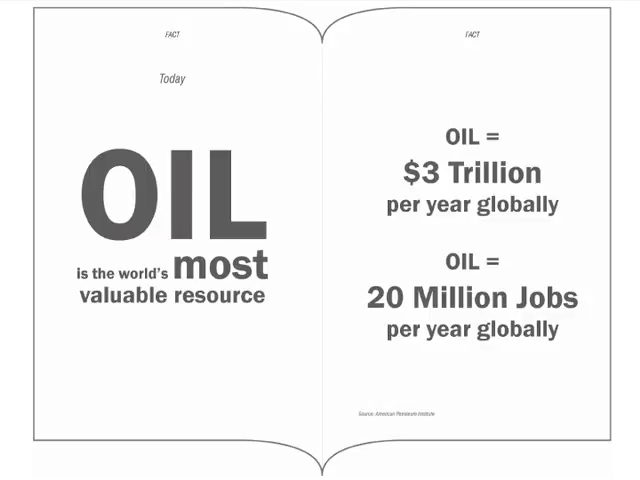 FACT
Today
OIL
is the world's most
valuable resource
FACT
OIL =
$3 Trillion
per year globally
OIL =
20 Million Jobs
per year globally
Source: American Petroleum Institute